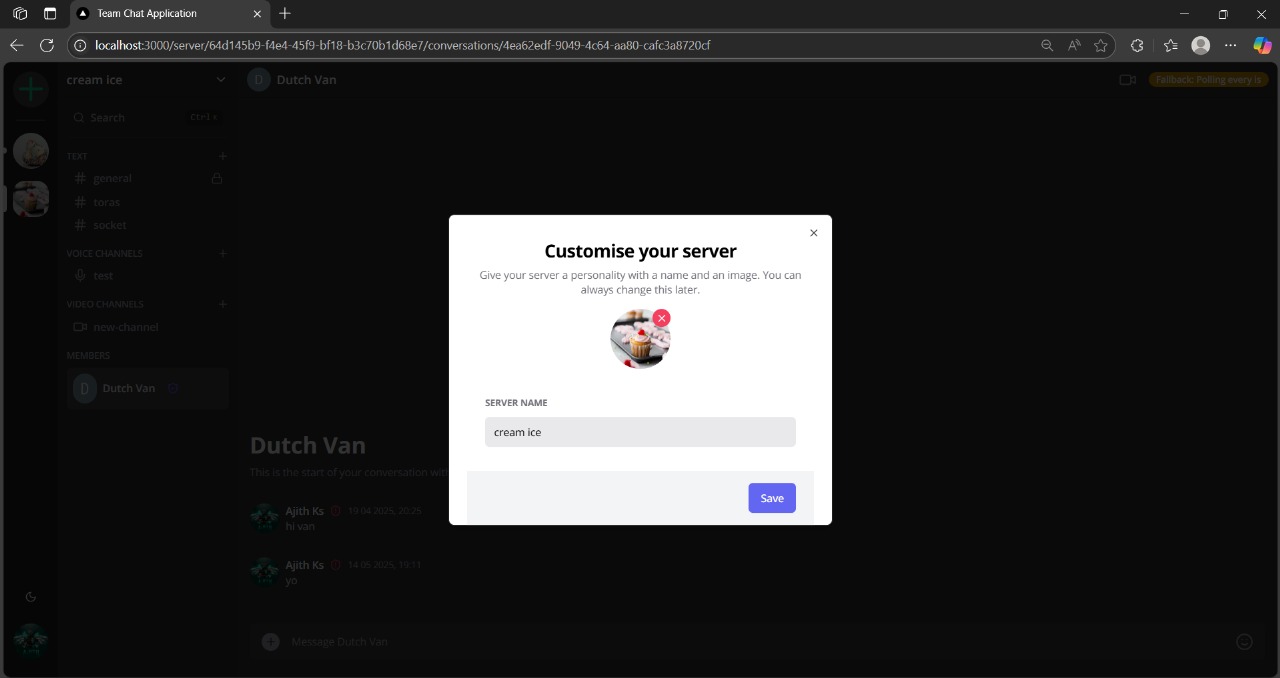 Team Chat Application
localhost:3000/server/64d145b9-f4e4-45f9-bf18-b3c70b1d68e7/conversations/4ea62edf-9049-4c64-aa80-cafc3a8720cf
cream ice
D Dutch Van
Fallback: Polling every 1s
Search Ctrl
TEXT
general
toras
socket
VOICE CHANNELS
test
VIDEO CHANNELS
new-channel
MEMBERS
D Dutch Van
Customise your server
Give your server a personality with a name and an image. You can
always change this later.
SERVER NAME
cream ice
Save
Dutch Van
This is the start of your conversation with
Ajith Ks 19 04 2025, 20:25
hi van
Ajith Ks 14 05 2025, 19:11
yo
Message Dutch Van